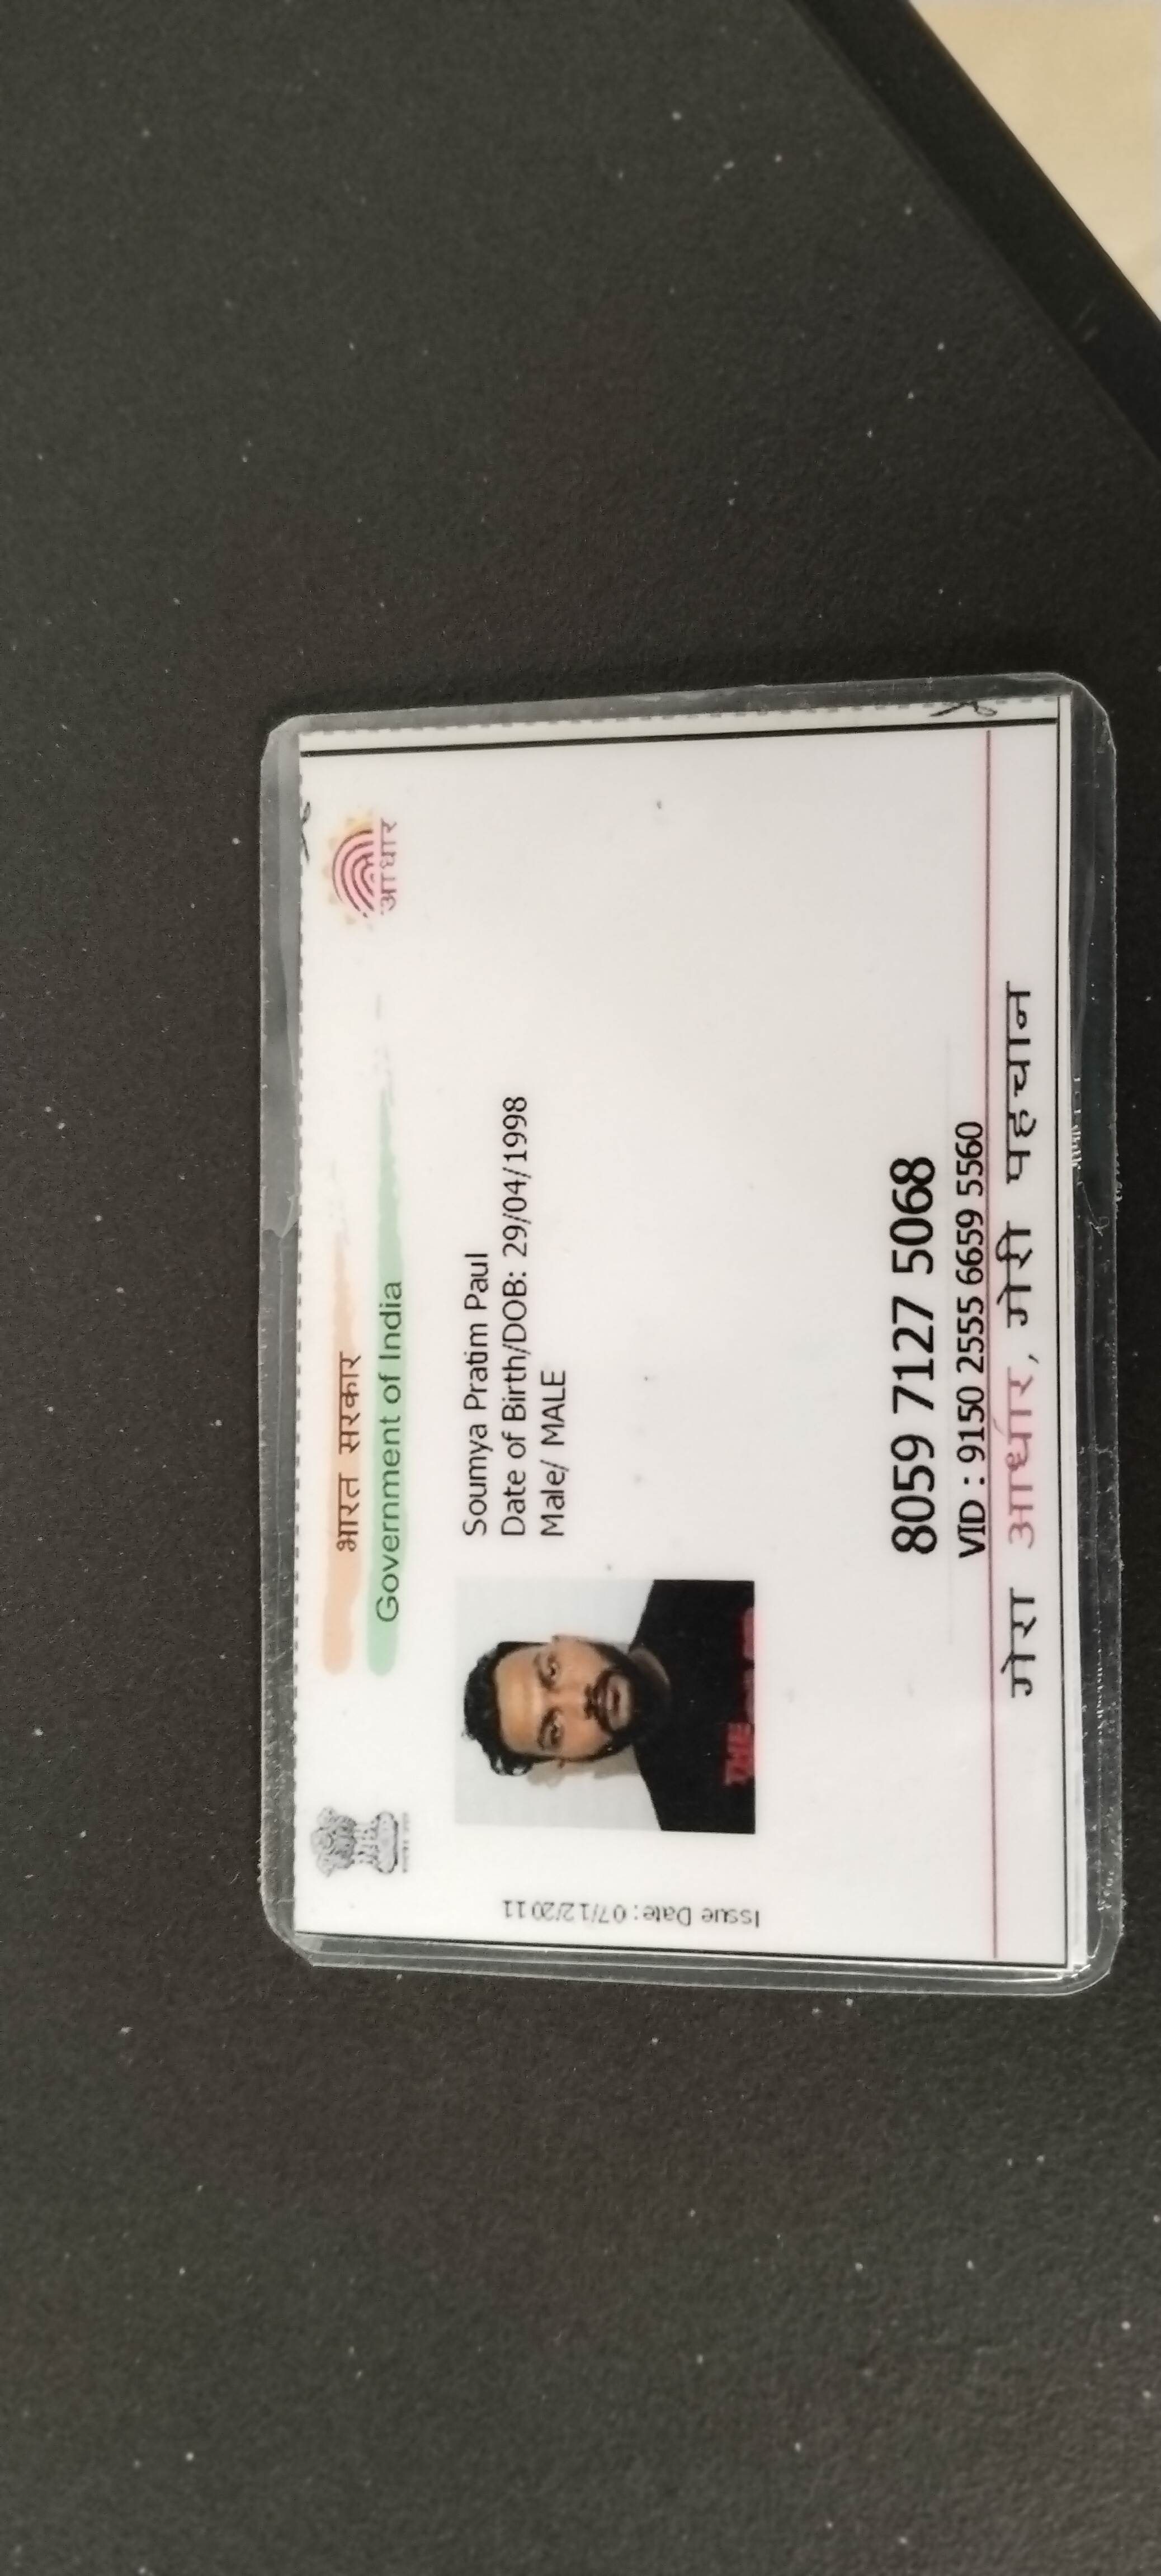 भारत सरकार
Government of India
आधार
Issue Date: 07/12/2011
Soumya Pratim Paul
Date of Birth/DOB: 29/04/1998
Male/ MALE
THE
8059 7127 5068
VID : 9150 2555 6659 5560
मेरा आधार, मेरी पहचान